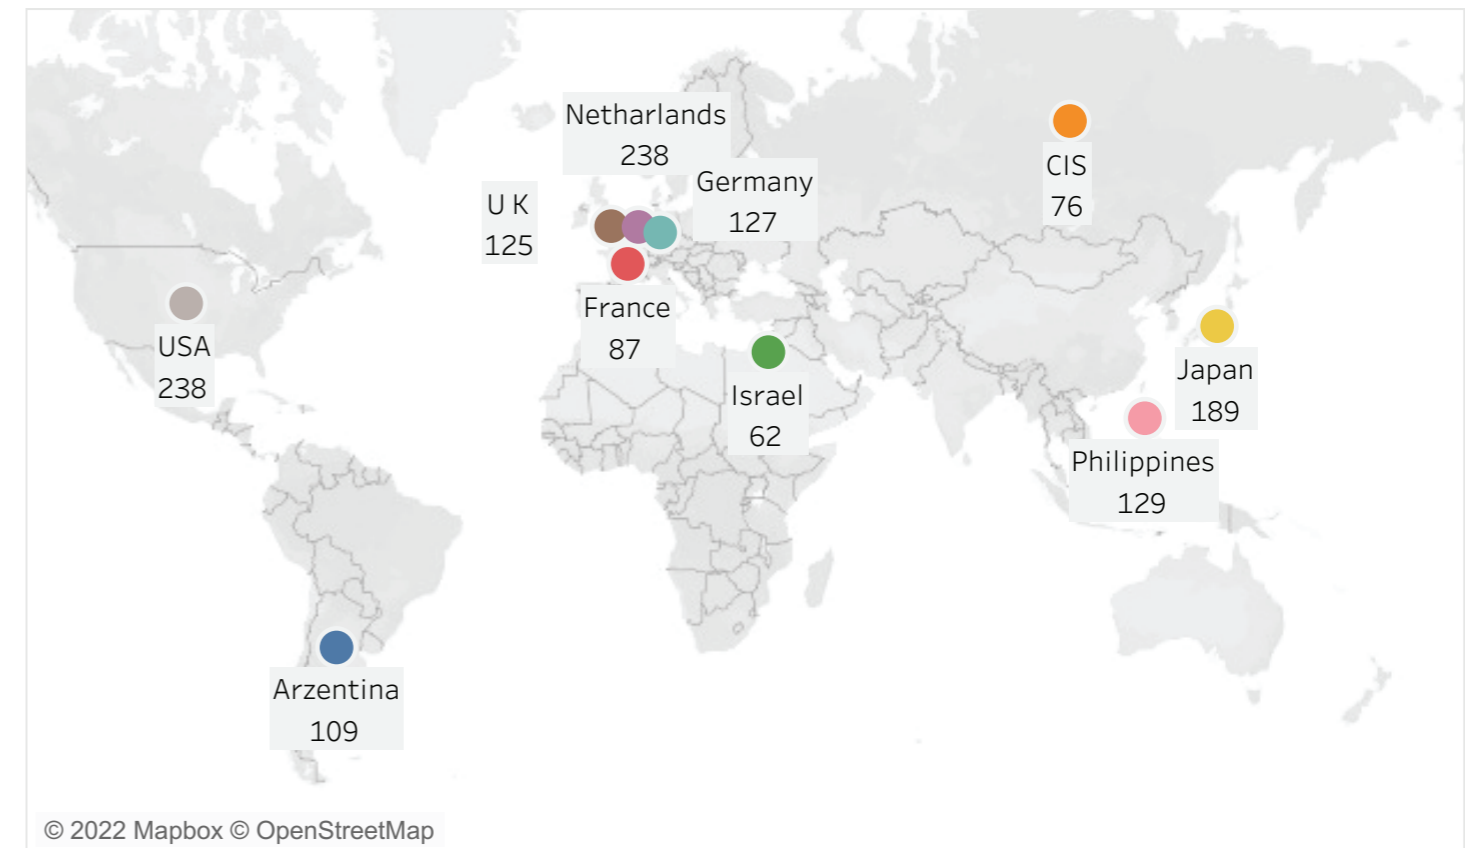 Netharlands
238
Germany
127
U K
125
CIS
76
France
87
USA
238
Israel
62
Japan
189
Philippines
129
Arzentina
109
© 2022 Mapbox © OpenStreetMap